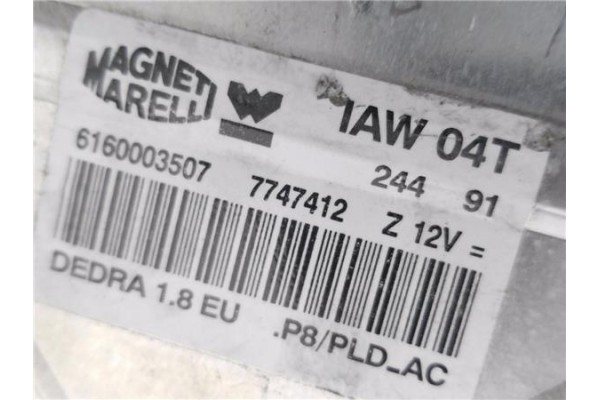 MAGNETI
MARELLI
IAW 04T
244 91
6160003507 7747412 Z 12V =
DEDRA 1.8 EU .P8/PLD_AC